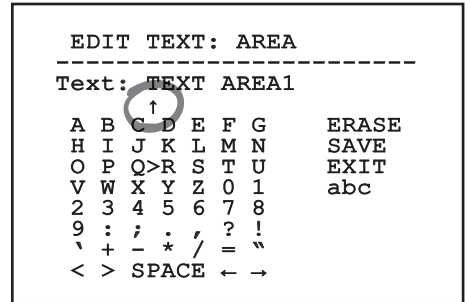 EDIT TEXT: AREA
------------------------
Text: TEXT AREA1
↑
A B C D E F G ERASE
H I J K L M N SAVE
O P Q>R S T U EXIT
V W X Y Z 0 1 abc
2 3 4 5 6 7 8
9 : ; . , ? !
‛ + – * / = ‟
< > SPACE ← →